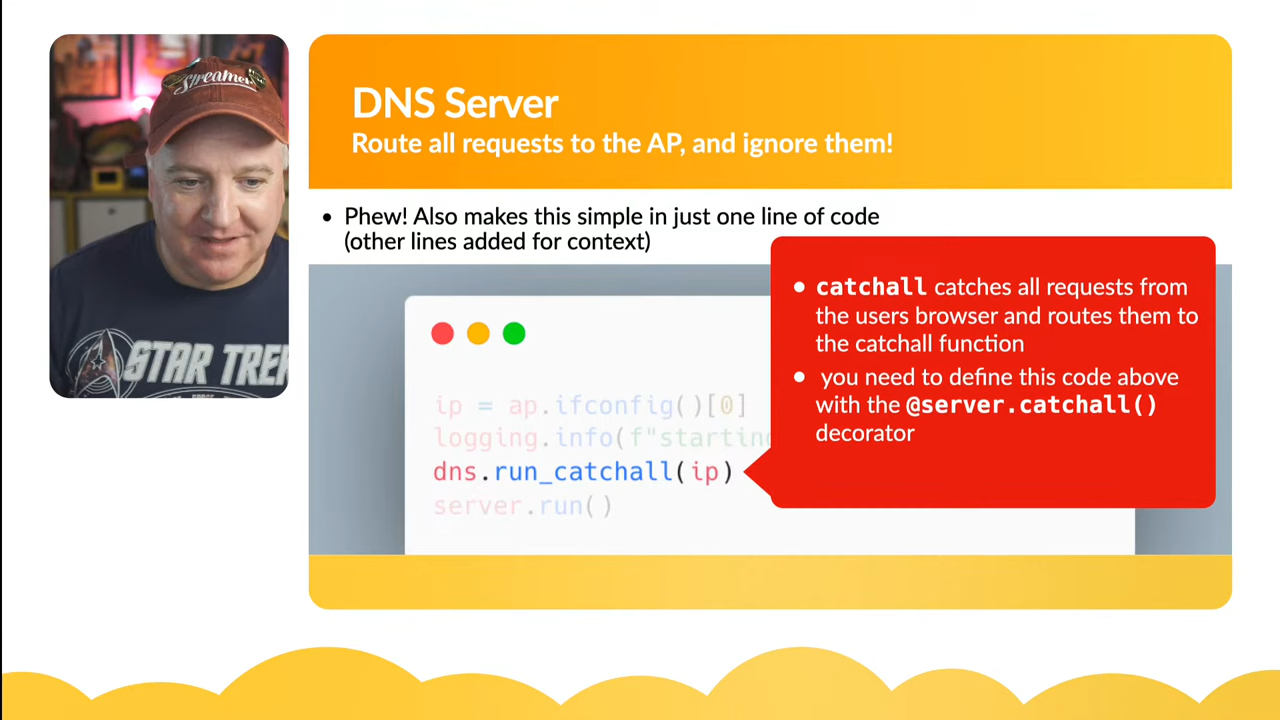 Streamer
STAR TREK
DNS Server
Route all requests to the AP, and ignore them!
• Phew! Also makes this simple in just one line of code
(other lines added for context)
• catchall catches all requests from
the users browser and routes them to
the catchall function
• you need to define this code above
with the @server.catchall()
decorator
ip = ap.ifconfig()[0]
logging.info(f"starting
dns.run_catchall(ip)
server.run()